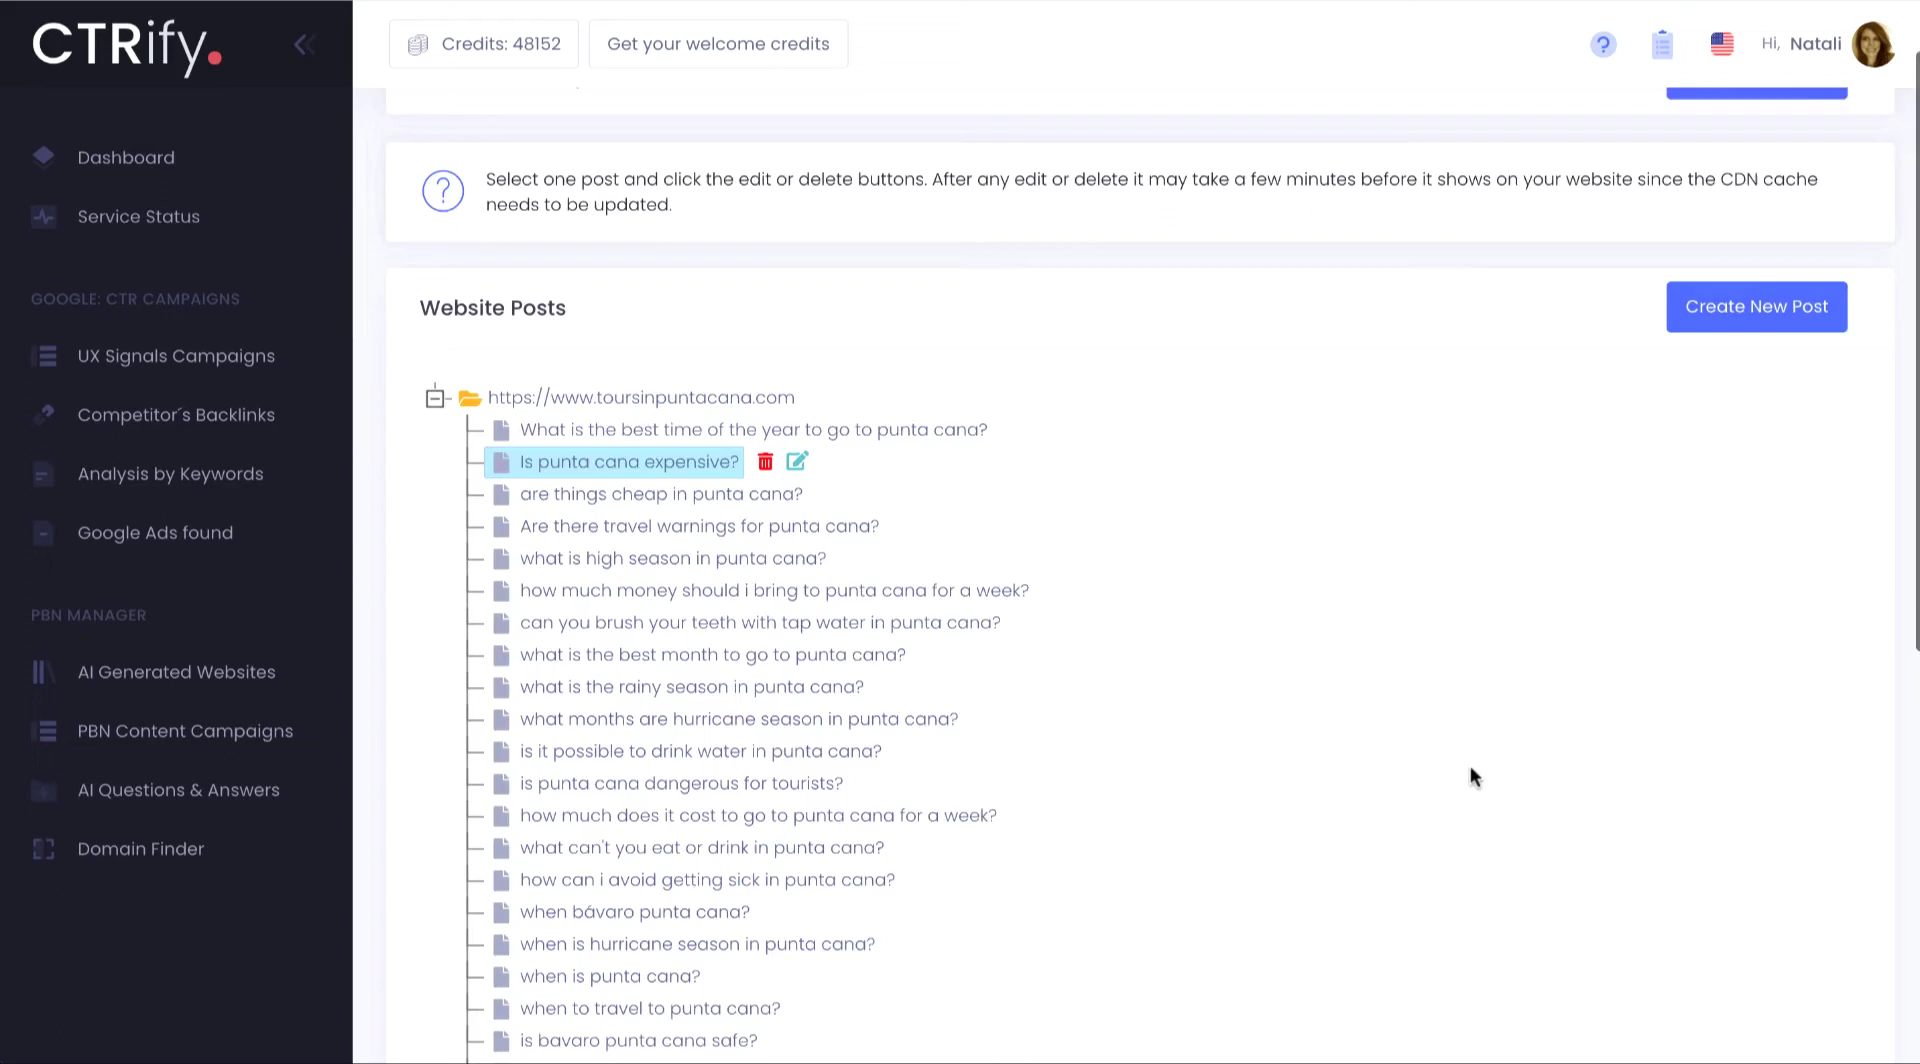 CTRify.
Credits: 48152
Get your welcome credits
?
Hi, Natali
Dashboard
Service Status
GOOGLE: CTR CAMPAIGNS
UX Signals Campaigns
Competitor´s Backlinks
Analysis by Keywords
Google Ads found
PBN MANAGER
AI Generated Websites
PBN Content Campaigns
AI Questions & Answers
Domain Finder
?
Select one post and click the edit or delete buttons. After any edit or delete it may take a few minutes before it shows on your website since the CDN cache
needs to be updated.
Website Posts
Create New Post
https://www.toursinpuntacana.com
What is the best time of the year to go to punta cana?
Is punta cana expensive?
are things cheap in punta cana?
Are there travel warnings for punta cana?
what is high season in punta cana?
how much money should i bring to punta cana for a week?
can you brush your teeth with tap water in punta cana?
what is the best month to go to punta cana?
what is the rainy season in punta cana?
what months are hurricane season in punta cana?
is it possible to drink water in punta cana?
is punta cana dangerous for tourists?
how much does it cost to go to punta cana for a week?
what can't you eat or drink in punta cana?
how can i avoid getting sick in punta cana?
when bávaro punta cana?
when is hurricane season in punta cana?
when is punta cana?
when to travel to punta cana?
is bavaro punta cana safe?